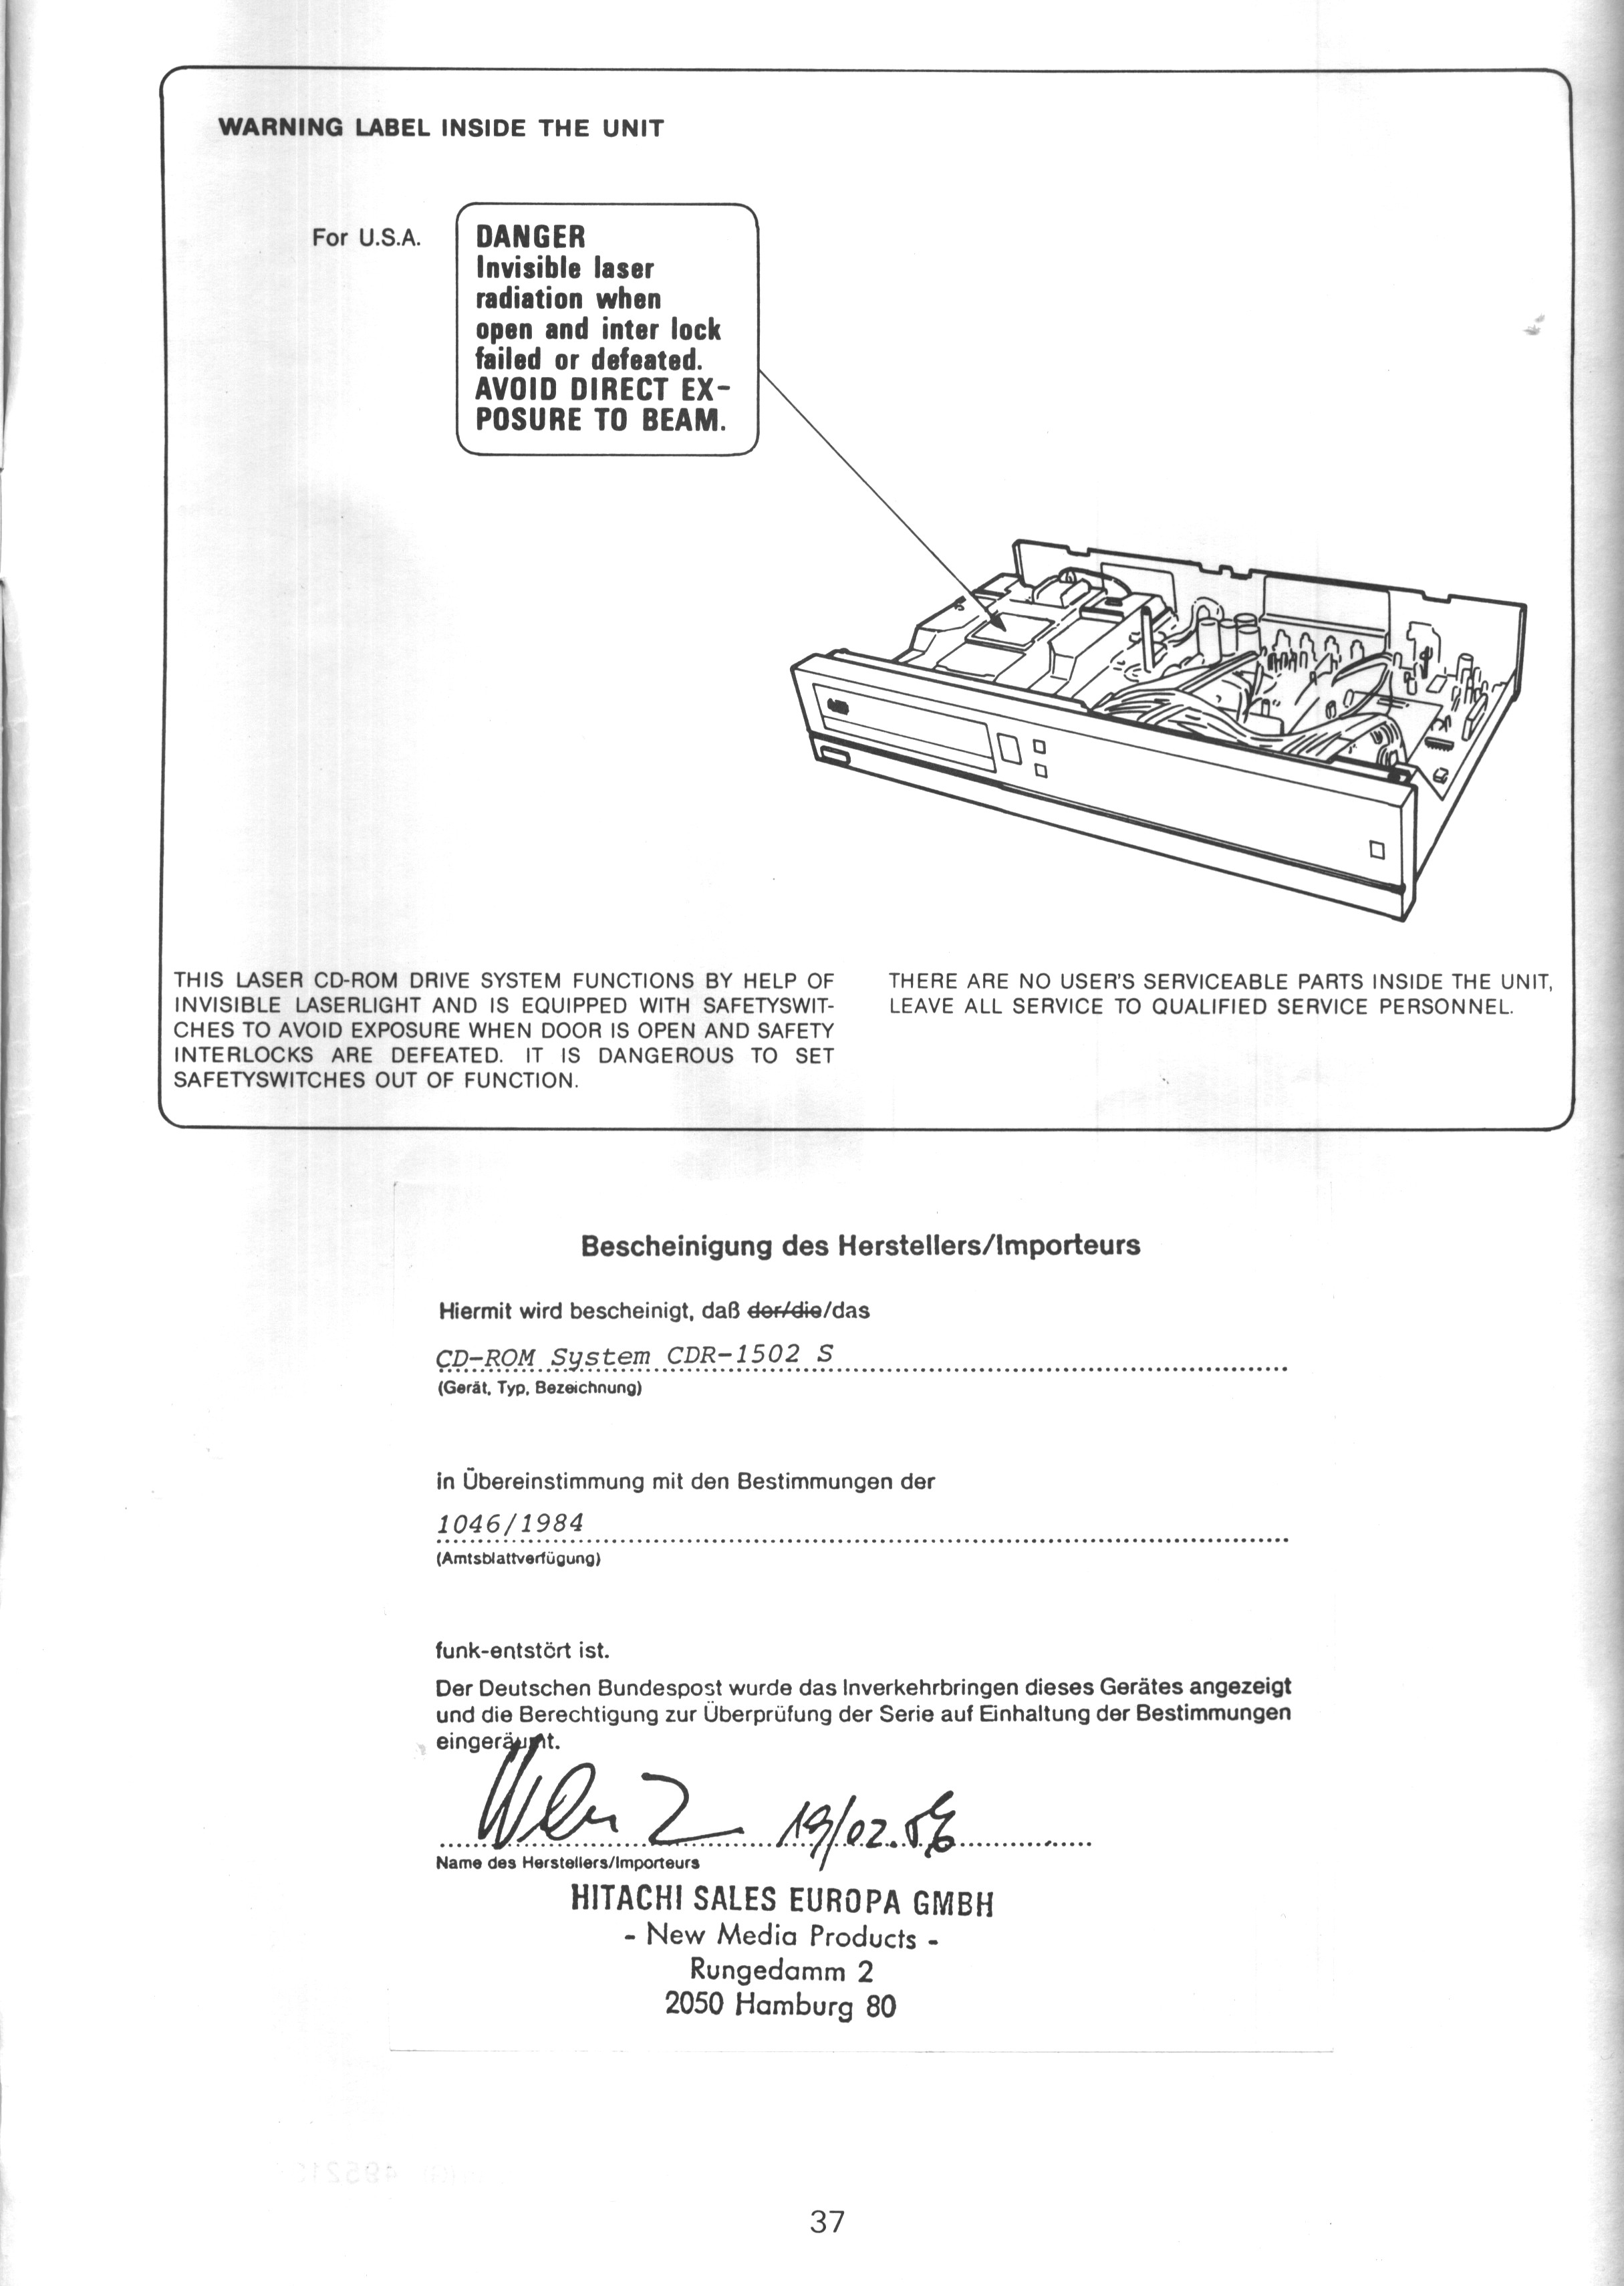 WARNING LABEL INSIDE THE UNIT
For U.S.A.
DANGER
Invisible laser
radiation when
open and inter lock
failed or defeated.
AVOID DIRECT EX-
POSURE TO BEAM.
THIS LASER CD-ROM DRIVE SYSTEM FUNCTIONS BY HELP OF
INVISIBLE LASERLIGHT AND IS EQUIPPED WITH SAFETYSWIT-
CHES TO AVOID EXPOSURE WHEN DOOR IS OPEN AND SAFETY
INTERLOCKS ARE DEFEATED. IT IS DANGEROUS TO SET
SAFETYSWITCHES OUT OF FUNCTION.
THERE ARE NO USER'S SERVICEABLE PARTS INSIDE THE UNIT,
LEAVE ALL SERVICE TO QUALIFIED SERVICE PERSONNEL.
Bescheinigung des Herstellers/Importeurs
Hiermit wird bescheinigt, daß der/die/das
CD-ROM System CDR-1502 S
(Gerät, Typ, Bezeichnung)
in Übereinstimmung mit den Bestimmungen der
1046/1984
(Amtsblattverfügung)
funk-entstört ist.
Der Deutschen Bundespost wurde das Inverkehrbringen dieses Gerätes angezeigt
und die Berechtigung zur Überprüfung der Serie auf Einhaltung der Bestimmungen
eingeräumt.
19/02.
Name des Herstellers/Importeurs
HITACHI SALES EUROPA GMBH
- New Media Products -
Rungedamm 2
2050 Hamburg 80
37